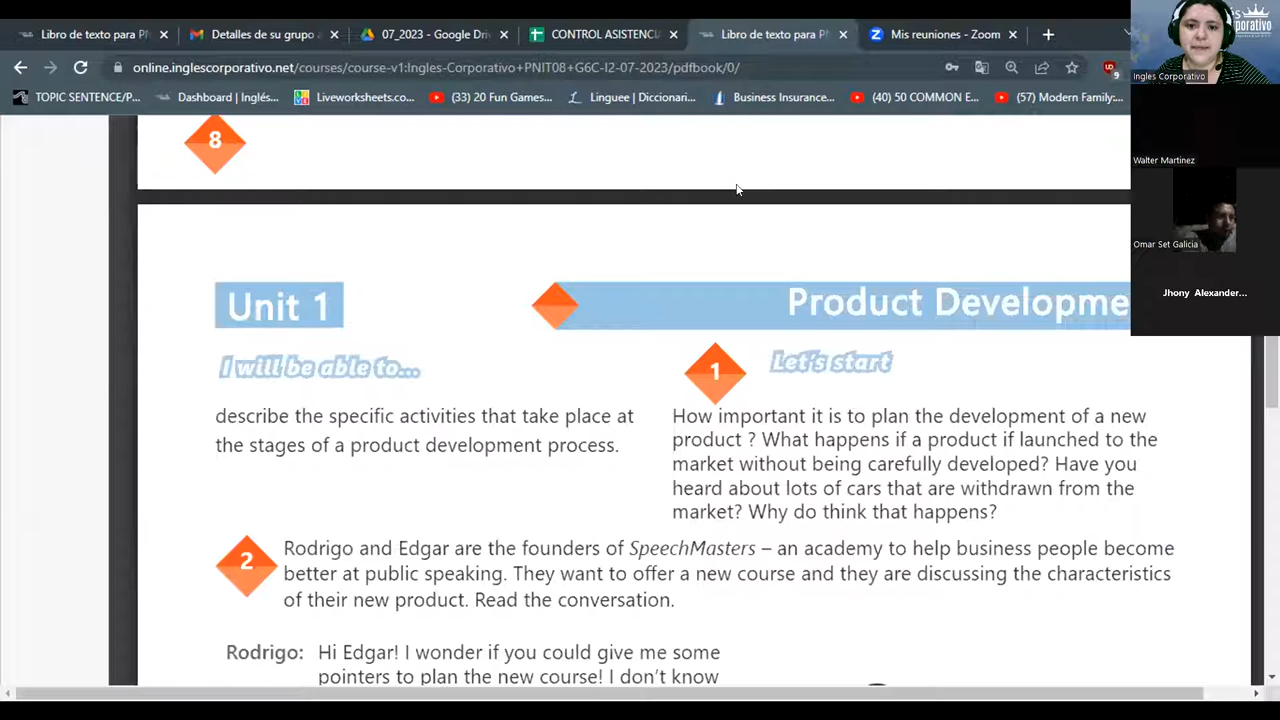 Libro de texto para PN
Detalles de su grupo a
07_2023 - Google Driv
CONTROL ASISTENCIA
Libro de texto para PN
Mis reuniones - Zoom
online.inglescorporativo.net/courses/course-v1:Ingles-Corporativo+PNIT08+G6C-I2-07-2023/pdfbook/0/
9
TOPIC SENTENCE/P...
Dashboard | Inglés...
Liveworksheets.co...
(33) 20 Fun Games...
Linguee | Diccionari...
Business Insurance...
(40) 50 COMMON E...
(57) Modern Family:...
Ingles Corporativo
Walter Martinez
Omar Set Galicia
Jhony Alexander...
8
Unit 1
Product Developme
I will be able to...
1
Let's start
describe the specific activities that take place at
the stages of a product development process.
How important it is to plan the development of a new
product ? What happens if a product if launched to the
market without being carefully developed? Have you
heard about lots of cars that are withdrawn from the
market? Why do think that happens?
2
Rodrigo and Edgar are the founders of SpeechMasters – an academy to help business people become
better at public speaking. They want to offer a new course and they are discussing the characteristics
of their new product. Read the conversation.
Rodrigo: Hi Edgar! I wonder if you could give me some
pointers to plan the new course! I don't know